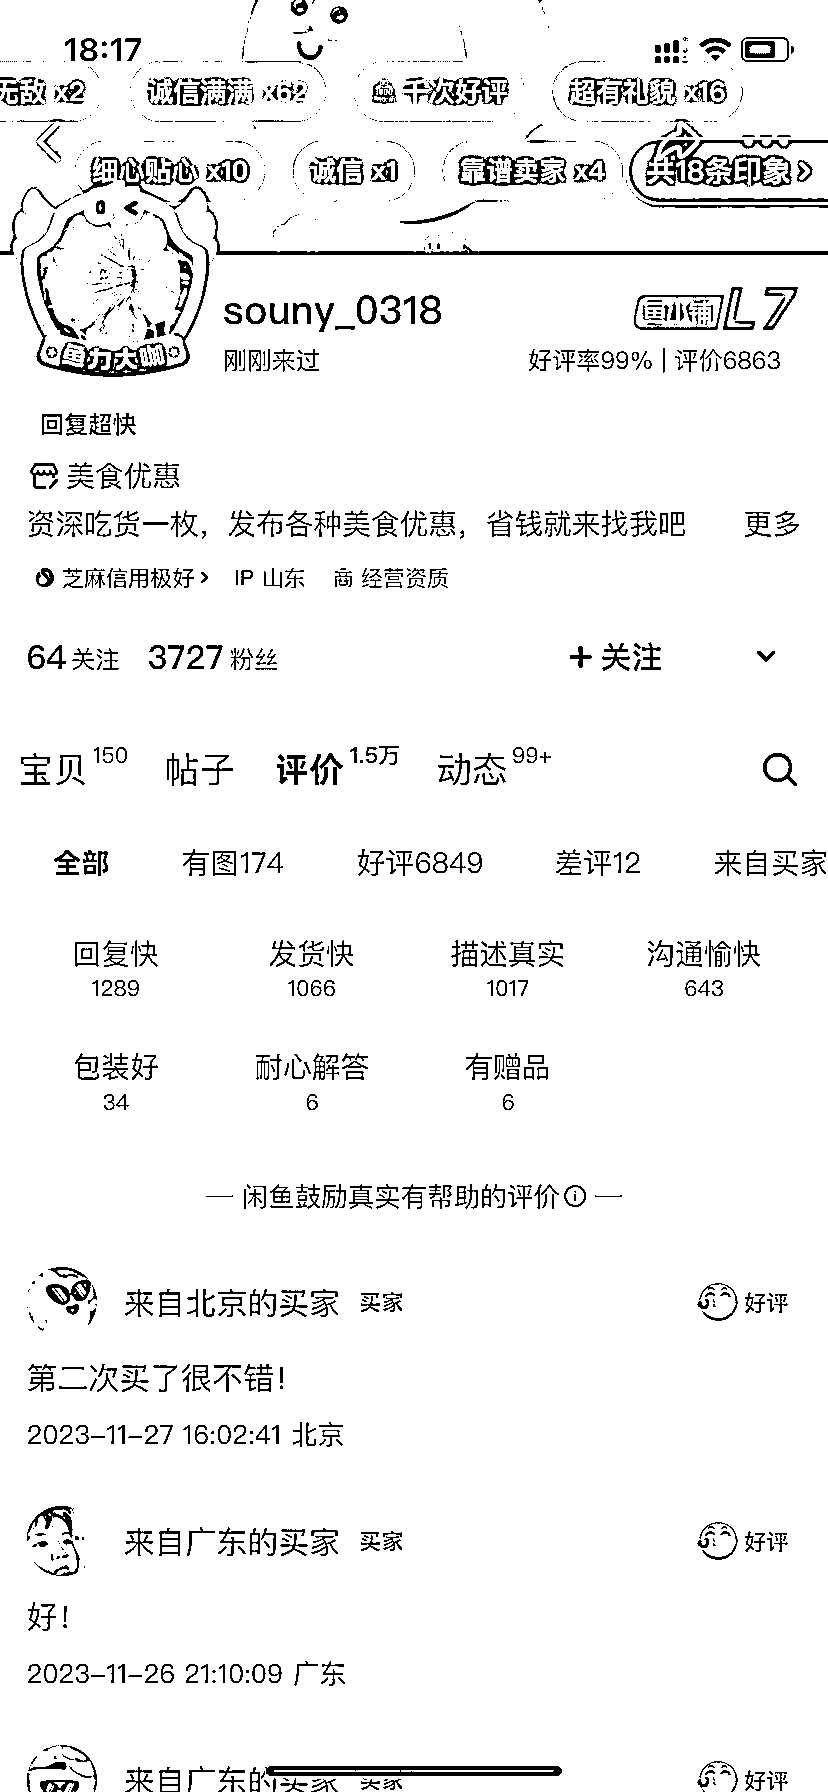 18:17
无敌 x2 诚信满满 x62 千次好评 超有礼貌 x16
细心贴心 x10 诚信 x1 靠谱卖家 x4 共18条印象 >
souny_0318 鱼小铺 L7
鱼力大咖
刚刚来过 好评率99% | 评价6863
回复超快
美食优惠
资深吃货一枚，发布各种美食优惠，省钱就来找我吧 更多
芝麻信用极好 > IP 山东 商 经营资质
64 关注 3727 粉丝 + 关注
宝贝 150 帖子 评价 1.5万 动态 99+
全部 有图174 好评6849 差评12 来自买家
回复快 发货快 描述真实 沟通愉快
1289 1066 1017 643
包装好 耐心解答 有赠品
34 6 6
— 闲鱼鼓励真实有帮助的评价 —
来自北京的买家 买家 好评
第二次买了很不错！
2023-11-27 16:02:41 北京
来自广东的买家 买家 好评
好！
2023-11-26 21:10:09 广东
来自广东的买家 买家 好评